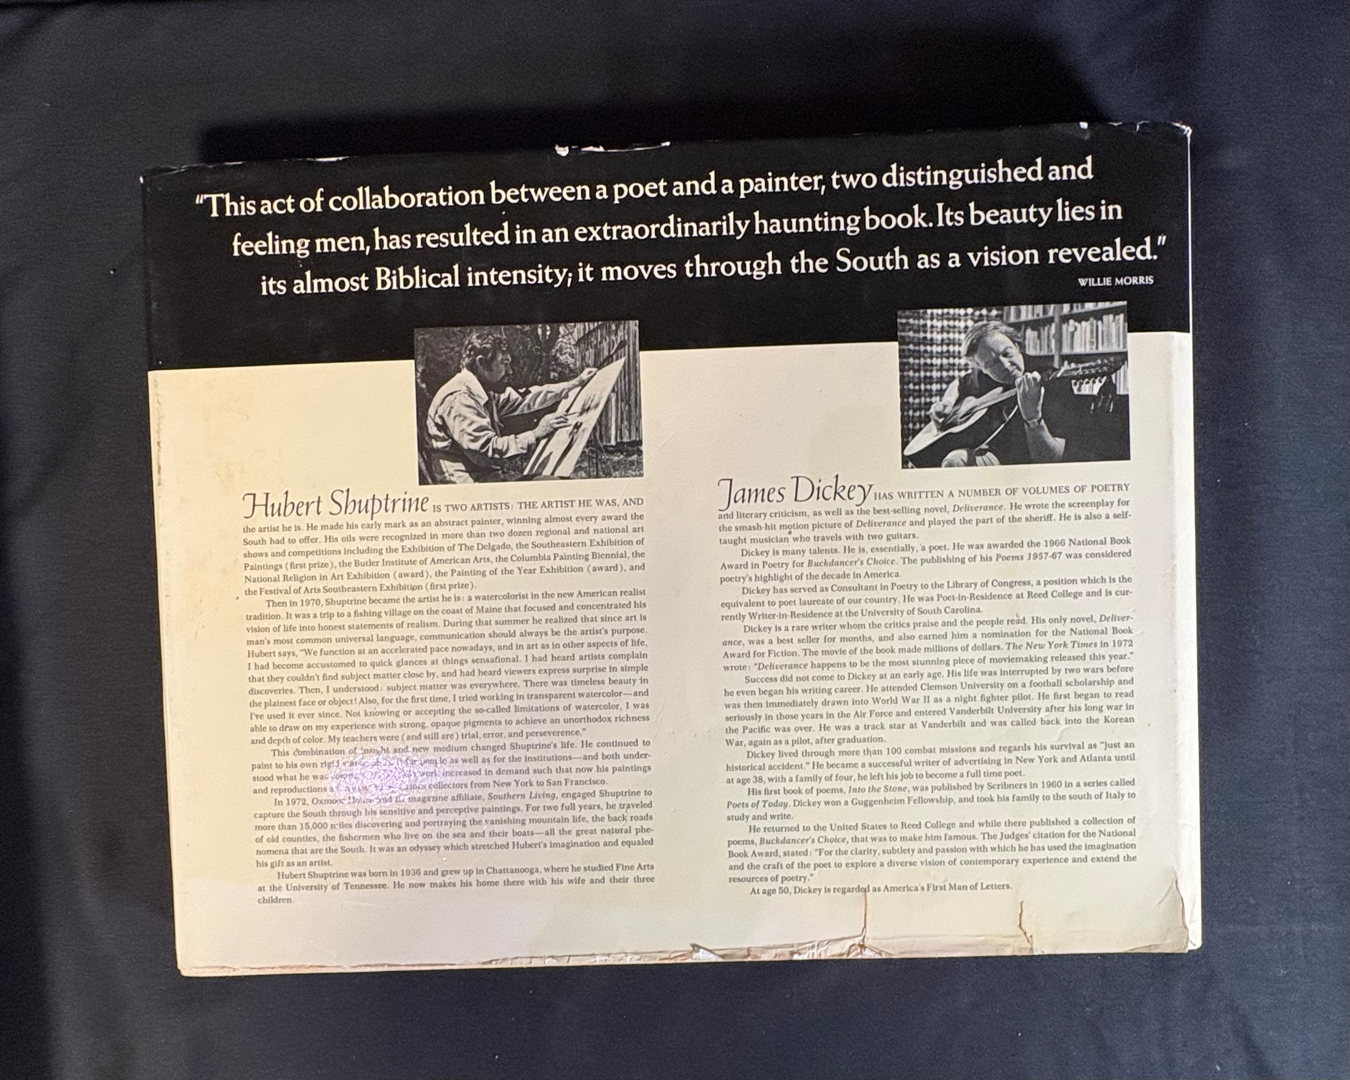 "This act of collaboration between a poet and a painter, two distinguished and
feeling men, has resulted in an extraordinarily haunting book. Its beauty lies in
its almost Biblical intensity; it moves through the South as a vision revealed."
WILLIE MORRIS
Hubert Shuptrine IS TWO ARTISTS: THE ARTIST HE WAS, AND
the artist he is. He made his early mark as an abstract painter, winning almost every award the
South had to offer. His oils were recognized in more than two dozen regional and national art
shows and competitions including the Exhibition of The Delgado, the Southeastern Exhibition of
Paintings (first prize), the Butler Institute of American Arts, the Columbia Painting Biennial, the
National Religion in Art Exhibition (award), the Painting of the Year Exhibition (award), and
the Festival of Arts Southeastern Exhibition (first prize).
Then in 1970, Shuptrine became the artist he is: a watercolorist in the new American realist
tradition. It was a trip to a fishing village on the coast of Maine that focused and concentrated his
vision of life into honest statements of realism. During that summer he realized that since art is
man's most common universal language, communication should always be the artist's purpose.
Hubert says, "We function at an accelerated pace nowadays, and in art as in other aspects of life,
I had become accustomed to quick glances at things sensational. I had heard artists complain
that they couldn't find subject matter close by, and had heard viewers express surprise in simple
discoveries. Then, I understood: subject matter was everywhere. There was timeless beauty in
the plainest face or object! Also, for the first time, I tried working in transparent watercolor—and
I've used it ever since. Not knowing or accepting the so-called limitations of watercolor, I was
able to draw on my experience with strong, opaque pigments to achieve an unorthodox richness
and depth of color. My teachers were (and still are) trial, error, and perseverence."
This combination of insight and new medium changed Shuptrine's life. He continued to
paint to his own for people as well as for the institutions—and both under-
stood what he was work increased in demand such that now his paintings
and reproductions collectors from New York to San Francisco.
In 1972, Oxmoor House and its magazine affiliate, Southern Living, engaged Shuptrine to
capture the South through his sensitive and perceptive paintings. For two full years, he traveled
more than 15,000 miles discovering and portraying the vanishing mountain life, the back roads
of old counties, the fishermen who live on the sea and their boats—all the great natural phe-
nomena that are the South. It was an odyssey which stretched Hubert's imagination and equaled
his gift as an artist.
Hubert Shuptrine was born in 1936 and grew up in Chattanooga, where he studied Fine Arts
at the University of Tennessee. He now makes his home there with his wife and their three
children.
James Dickey HAS WRITTEN A NUMBER OF VOLUMES OF POETRY
and literary criticism, as well as the best-selling novel, Deliverance. He wrote the screenplay for
the smash-hit motion picture of Deliverance and played the part of the sheriff. He is also a self-
taught musician who travels with two guitars.
Dickey is many talents. He is, essentially, a poet. He was awarded the 1966 National Book
Award in Poetry for Buckdancer's Choice. The publishing of his Poems 1957-67 was considered
poetry's highlight of the decade in America.
Dickey has served as Consultant in Poetry to the Library of Congress, a position which is the
equivalent to poet laureate of our country. He was Poet-in-Residence at Reed College and is cur-
rently Writer-in-Residence at the University of South Carolina.
Dickey is a rare writer whom the critics praise and the people read. His only novel, Deliver-
ance, was a best seller for months, and also earned him a nomination for the National Book
Award for Fiction. The movie of the book made millions of dollars. The New York Times in 1972
wrote: "Deliverance happens to be the most stunning piece of moviemaking released this year."
Success did not come to Dickey at an early age. His life was interrupted by two wars before
he even began his writing career. He attended Clemson University on a football scholarship and
was then immediately drawn into World War II as a night fighter pilot. He first began to read
seriously in those years in the Air Force and entered Vanderbilt University after his long war in
the Pacific was over. He was a track star at Vanderbilt and was called back into the Korean
War, again as a pilot, after graduation.
Dickey lived through more than 100 combat missions and regards his survival as "just an
historical accident." He became a successful writer of advertising in New York and Atlanta until
at age 38, with a family of four, he left his job to become a full time poet.
His first book of poems, Into the Stone, was published by Scribners in 1960 in a series called
Poets of Today. Dickey won a Guggenheim Fellowship, and took his family to the south of Italy to
study and write.
He returned to the United States to Reed College and while there published a collection of
poems, Buckdancer's Choice, that was to make him famous. The Judges' citation for the National
Book Award, stated: "For the clarity, subtlety and passion with which he has used the imagination
and the craft of the poet to explore a diverse vision of contemporary experience and extend the
resources of poetry."
At age 50, Dickey is regarded as America's First Man of Letters.